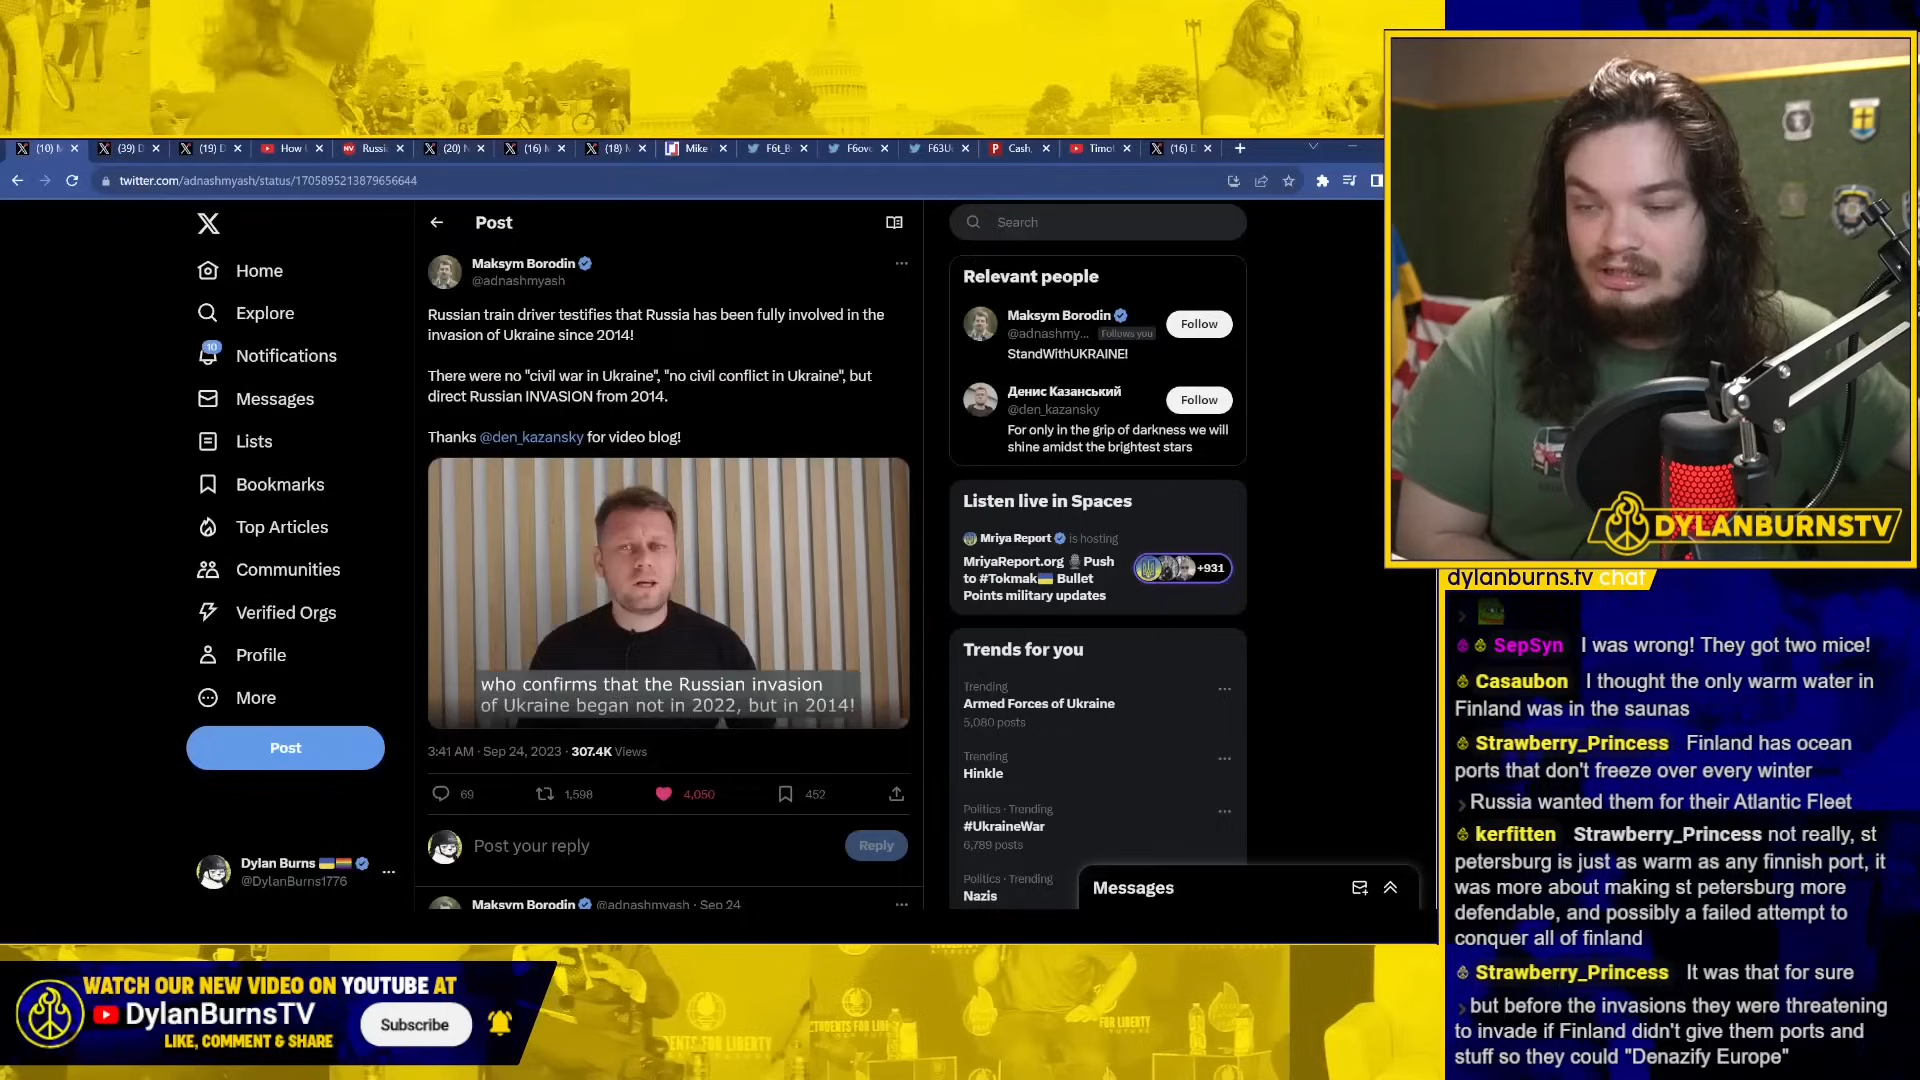 (10) M
(39) D
(19) D
How U
Russi
(20) N
(16) M
(18) M
Mike
F6t_B
F6ove
F63U
Cash,
Timot
(16) D
twitter.com/adnashmyash/status/1705895213879656644
Home
Explore
10
Notifications
Messages
Lists
Bookmarks
Top Articles
Communities
Verified Orgs
Profile
More
Post
Dylan Burns
@DylanBurns1776
Post
Maksym Borodin
@adnashmyash
Russian train driver testifies that Russia has been fully involved in the
invasion of Ukraine since 2014!
There were no "civil war in Ukraine", "no civil conflict in Ukraine", but
direct Russian INVASION from 2014.
Thanks @den_kazansky for video blog!
who confirms that the Russian invasion
of Ukraine began not in 2022, but in 2014!
3:41 AM · Sep 24, 2023 · 307.4K Views
69 1,598 4,050 452
Post your reply
Reply
Maksym Borodin @adnashmyash · Sep 24
Search
Relevant people
Maksym Borodin
@adnashmy... Follows you
Follow
StandWithUKRAINE!
Денис Казанський
@den_kazansky
Follow
For only in the grip of darkness we will
shine amidst the brightest stars
Listen live in Spaces
Mriya Report is hosting
MriyaReport.org Push
to #Tokmak Bullet
Points military updates
+931
Trends for you
Trending
Armed Forces of Ukraine
5,080 posts
Trending
Hinkle
Politics · Trending
#UkraineWar
6,789 posts
Politics · Trending
Nazis
Messages
DYLANBURNSTV
dylanburns.tv chat
SepSyn I was wrong! They got two mice!
Casaubon I thought the only warm water in
Finland was in the saunas
Strawberry_Princess Finland has ocean
ports that don't freeze over every winter
Russia wanted them for their Atlantic Fleet
kerfitten Strawberry_Princess not really, st
petersburg is just as warm as any finnish port, it
was more about making st petersburg more
defendable, and possibly a failed attempt to
conquer all of finland
Strawberry_Princess It was that for sure
but before the invasions they were threatening
to invade if Finland didn't give them ports and
stuff so they could "Denazify Europe"
WATCH OUR NEW VIDEO ON YOUTUBE AT
DylanBurnsTV
LIKE, COMMENT & SHARE
Subscribe